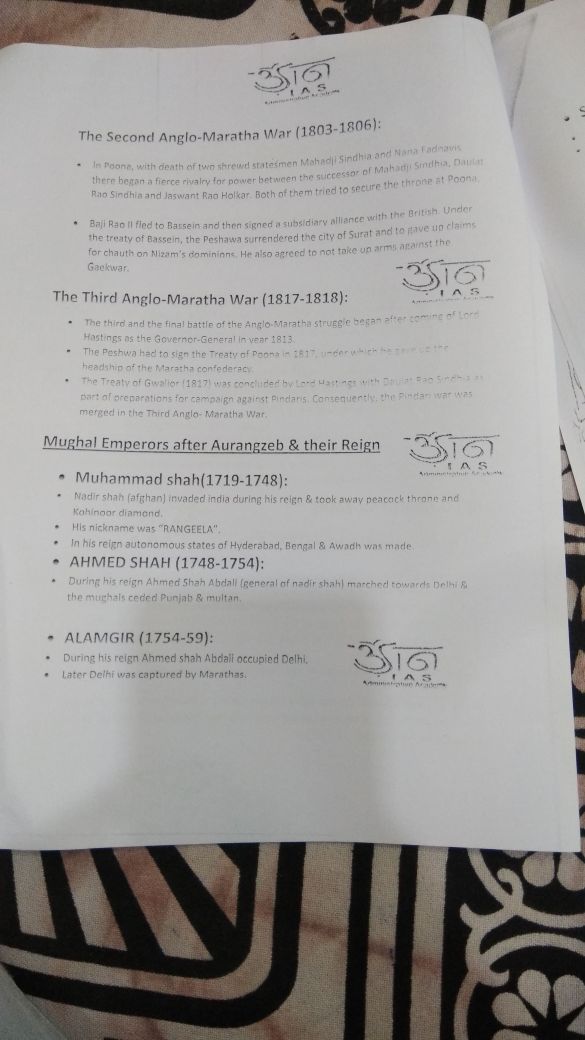 ज्ञान
I A S
Administration Academy
The Second Anglo-Maratha War (1803-1806):
• In Poona, with death of two shrewd statesmen Mahadji Sindhia and Nana Fadnavis
there began a fierce rivalry for power between the successor of Mahadji Sindhia, Daulat
Rao Sindhia and Jaswant Rao Holkar. Both of them tried to secure the throne at Poona.
• Baji Rao II fled to Bassein and then signed a subsidiary alliance with the British. Under
the treaty of Bassein, the Peshawa surrendered the city of Surat and to gave up claims
for chauth on Nizam's dominions. He also agreed to not take up arms against the
Gaekwar.
ज्ञान
I A S
Administration Academy
The Third Anglo-Maratha War (1817-1818):
• The third and the final battle of the Anglo-Maratha struggle began after coming of Lord
Hastings as the Governor-General in year 1813.
• The Peshwa had to sign the Treaty of Poona in 1817, under which he gave up the
headship of the Maratha confederacy.
• The Treaty of Gwalior (1817) was concluded by Lord Hastings with Daulat Rao Sindhia as
part of preparations for campaign against Pindaris. Consequently, the Pindari war was
merged in the Third Anglo- Maratha War.
Mughal Emperors after Aurangzeb & their Reign
ज्ञान
I A S
Administration Academy
• Muhammad shah(1719-1748):
• Nadir shah (afghan) invaded india during his reign & took away peacock throne and
Kohinoor diamond.
• His nickname was "RANGEELA".
• In his reign autonomous states of Hyderabad, Bengal & Awadh was made.
• AHMED SHAH (1748-1754):
• During his reign Ahmed Shah Abdali (general of nadir shah) marched towards Delhi &
the mughals ceded Punjab & multan.
• ALAMGIR (1754-59):
• During his reign Ahmed shah Abdali occupied Delhi.
• Later Delhi was captured by Marathas.
ज्ञान
I A S
Administration Academy